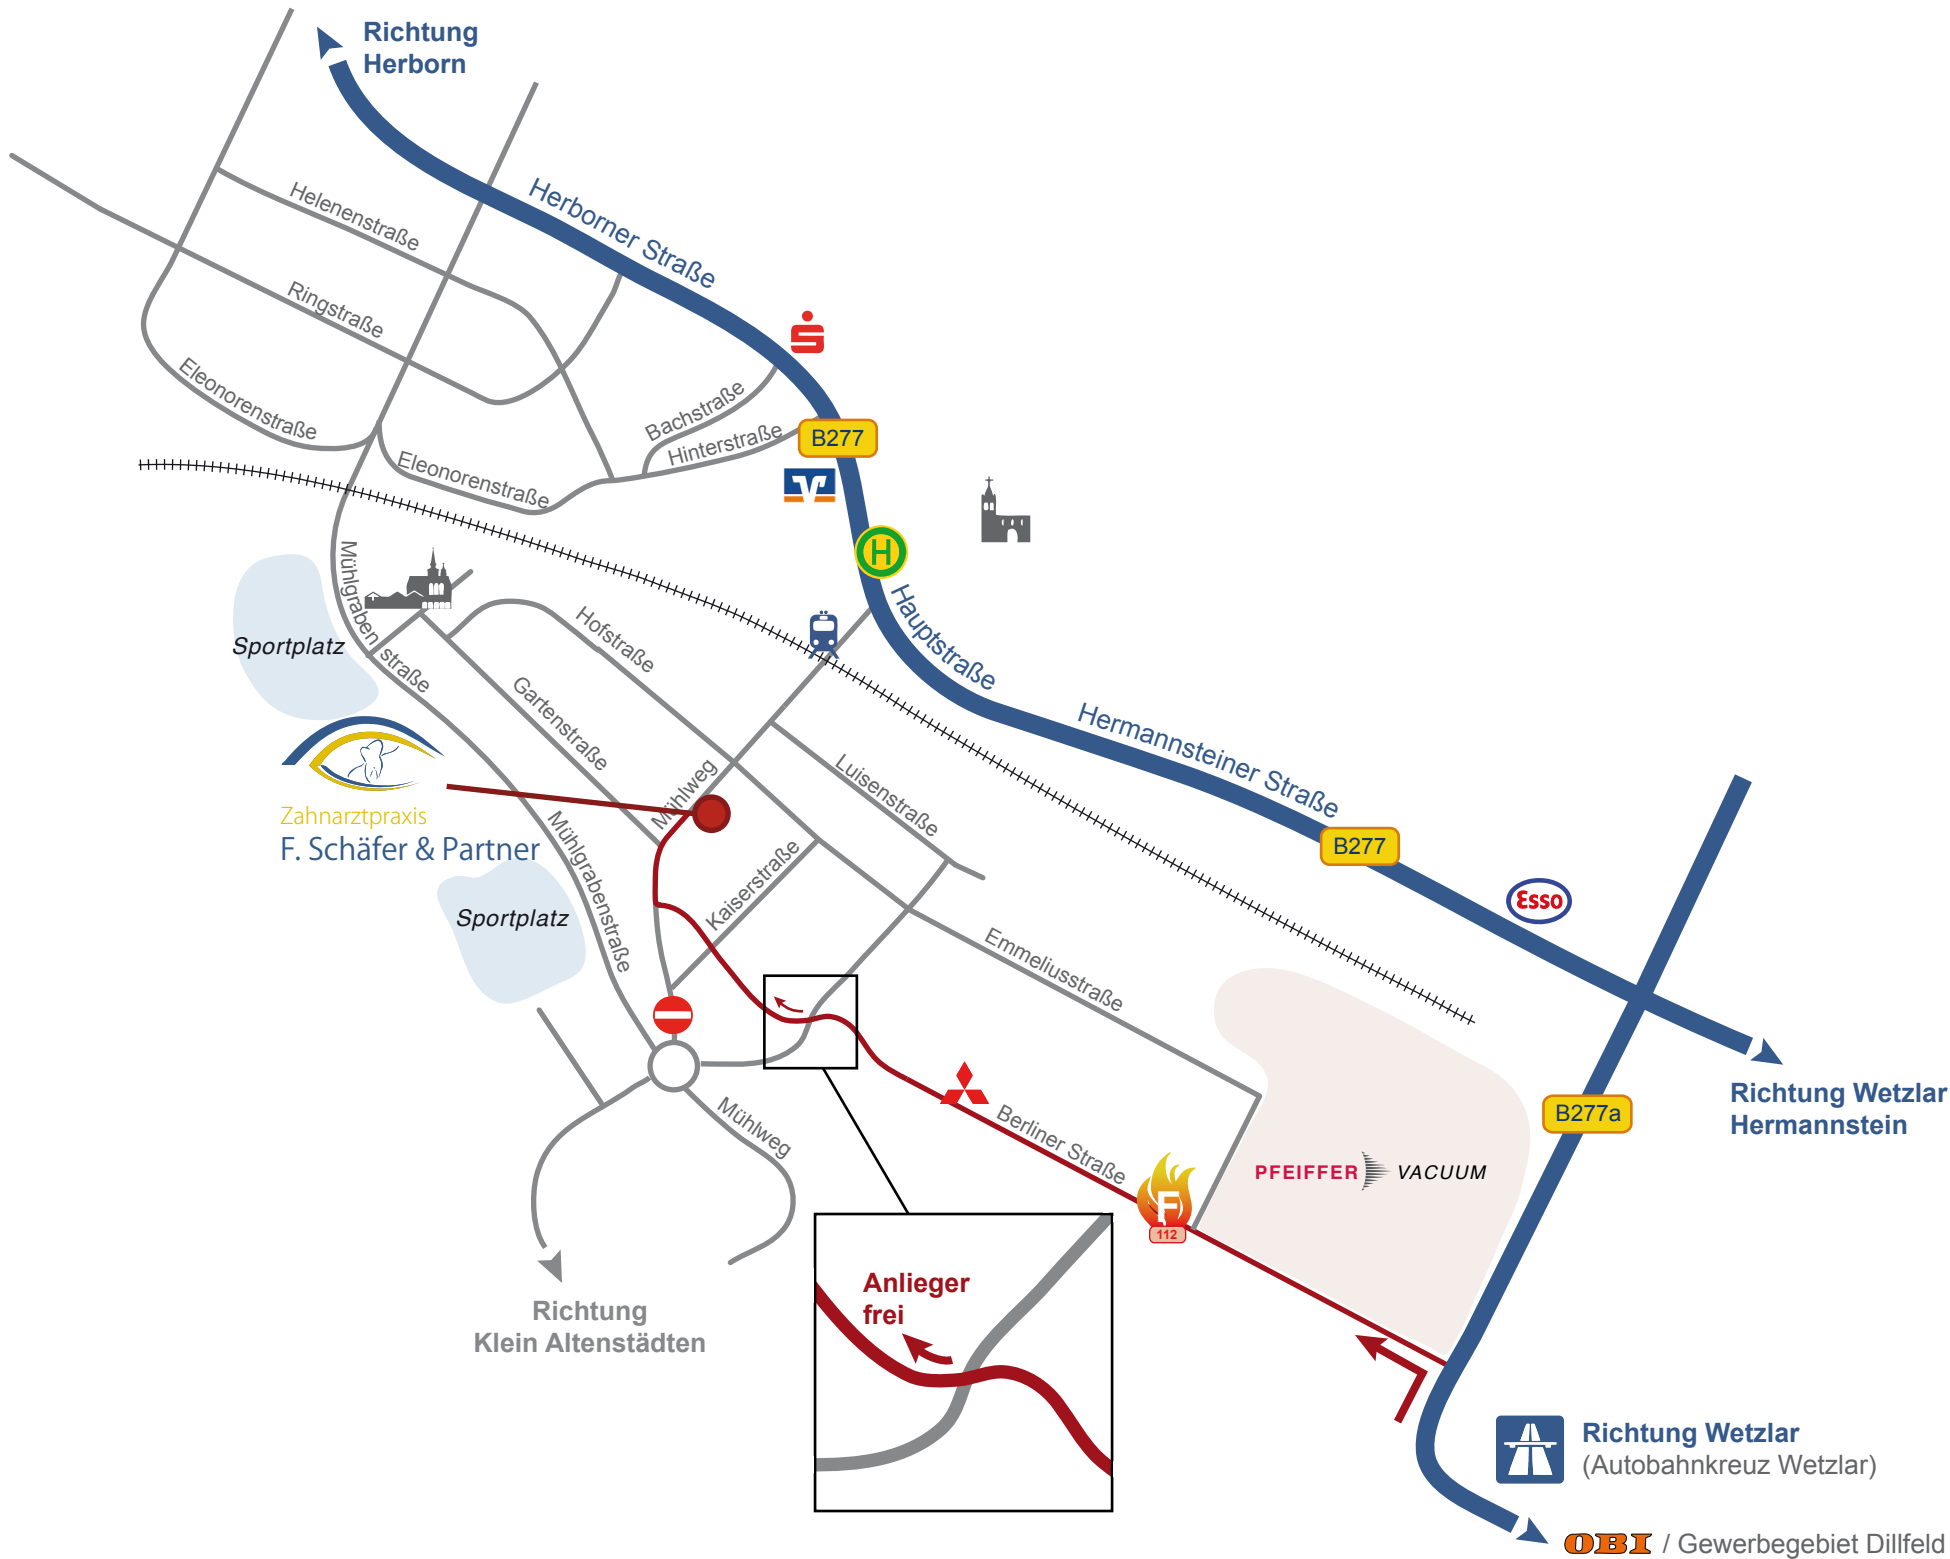 Richtung
Herborn
Herborner Straße
Helenenstraße
Ringstraße
Eleonorenstraße
Bachstraße
Hinterstraße
B277
Eleonorenstraße
H
Mühlgraben
straße
Sportplatz
Hofstraße
Hauptstraße
Gartenstraße
Hermannsteiner Straße
Mühlweg
Luisenstraße
Zahnarztpraxis
F. Schäfer & Partner
B277
Esso
Mühlgrabenstraße
Kaiserstraße
Sportplatz
Emmeliusstraße
Richtung Wetzlar
Hermannstein
B277a
Mühlweg
Berliner Straße
PFEIFFER VACUUM
F
112
Richtung
Klein Altenstädten
Anlieger
frei
Richtung Wetzlar
(Autobahnkreuz Wetzlar)
OBI / Gewerbegebiet Dillfeld